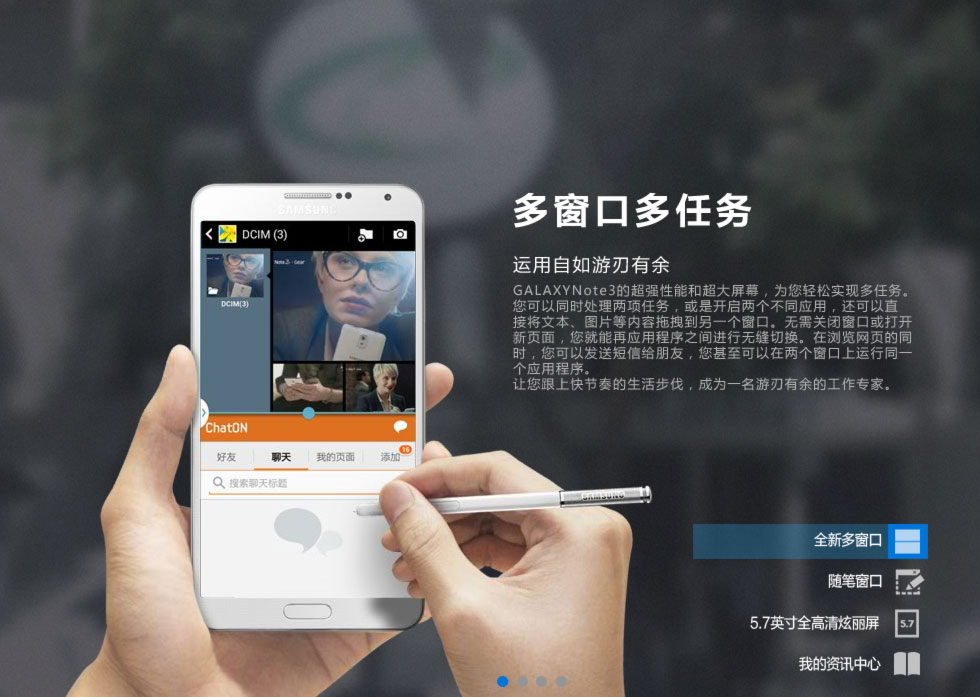 SAMSUNG
DCIM (3)
Note 3 + Gear
DCIM(3)
ChatON
好友
聊天
我的页面
添加
16
搜索聊天标题
SAMSUNG
多窗口多任务
运用自如游刃有余
GALAXYNote3的超强性能和超大屏幕，为您轻松实现多任务。
您可以同时处理两项任务，或是开启两个不同应用，还可以直
接将文本、图片等内容拖拽到另一个窗口。无需关闭窗口或打开
新页面，您就能再应用程序之间进行无缝切换。在浏览网页的同
时，您可以发送短信给朋友，您甚至可以在两个窗口上运行同一
个应用程序。
让您跟上快节奏的生活步伐，成为一名游刃有余的工作专家。
全新多窗口
随笔窗口
5.7英寸全高清炫丽屏
5.7
我的资讯中心